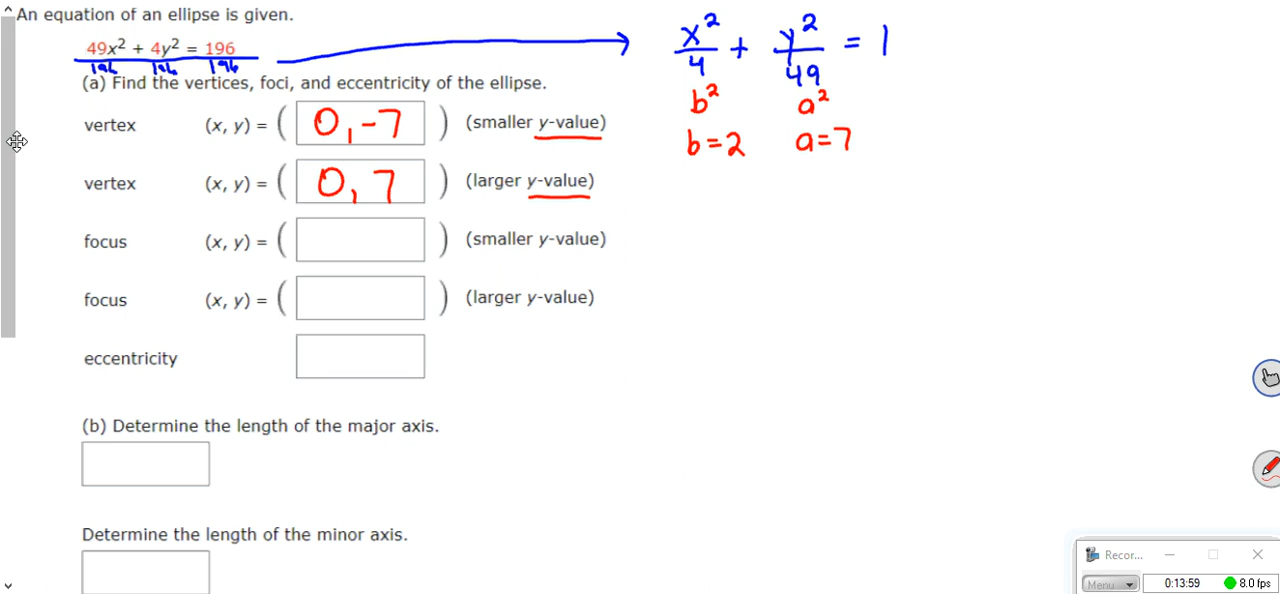 An equation of an ellipse is given.
49x² + 4y² = 196
196 196 196
x²/4 + y²/49 = 1
b² a²
b=2 a=7
(a) Find the vertices, foci, and eccentricity of the ellipse.
vertex (x, y) = ( 0, -7 ) (smaller y-value)
vertex (x, y) = ( 0, 7 ) (larger y-value)
focus (x, y) = ( ) (smaller y-value)
focus (x, y) = ( ) (larger y-value)
eccentricity
(b) Determine the length of the major axis.
Determine the length of the minor axis.
Recor...
Menu 0:13:59 8.0 fps